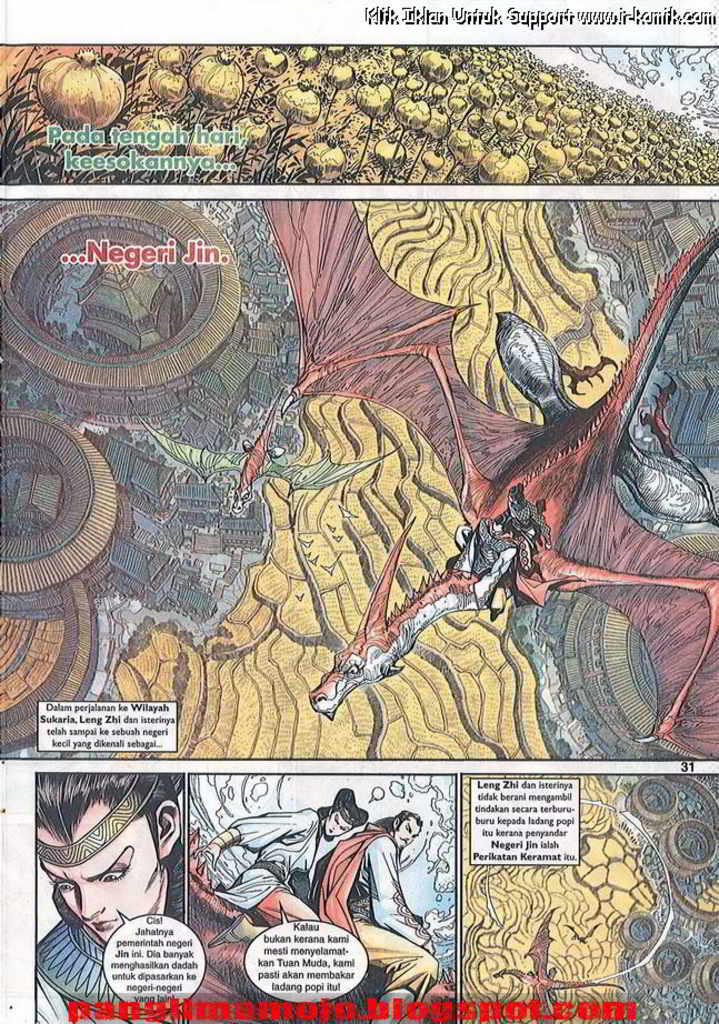 Klik Iklan Untuk Support www.ir-komik.com
Pada tengah hari,
keesokannya...
...Negeri Jin.
Dalam perjalanan ke Wilayah
Sukaria, Leng Zhi dan isterinya
telah sampai ke sebuah negeri
kecil yang dikenali sebagai...
31
Cis!
Jahatnya
pemerintah negeri
Jin ini. Dia banyak
menghasilkan dadah
untuk dipasarkan ke
negeri-negeri
yang lain!
Kalau
bukan kerana kami
mesti menyelamat-
kan Tuan Muda, kami
pasti akan membakar
ladang popi itu!
Leng Zhi dan isterinya
tidak berani mengambil
tindakan secara terburu-
buru kepada ladang popi
itu kerana penyandar
Negeri Jin ialah
Perikatan Keramat itu.
panglimamojo.blogspot.com